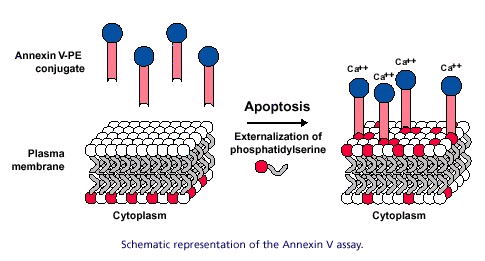 Annexin V-PE
conjugate
Plasma
membrane
Cytoplasm
Apoptosis
Externalization of
phosphatidylserine
Ca++
Ca++
Ca++
Ca++
Cytoplasm
Schematic representation of the Annexin V assay.